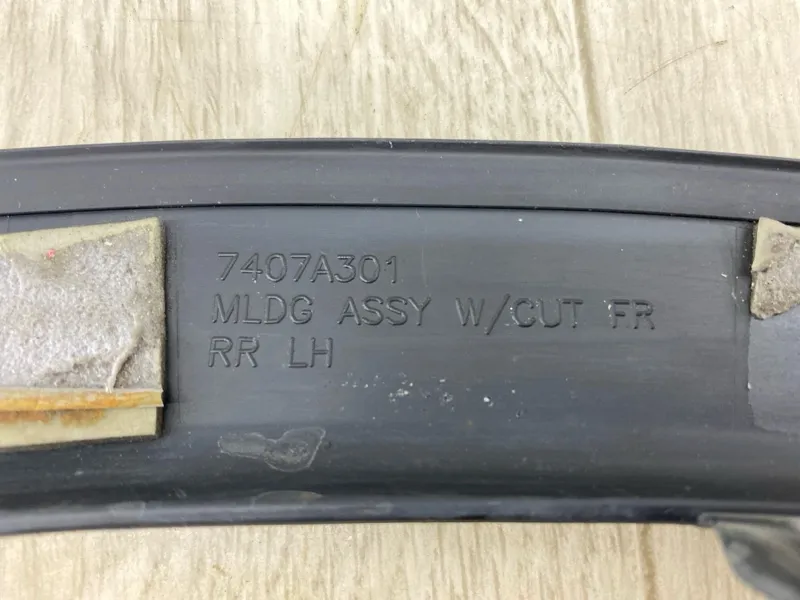 7407A301
MLDG ASSY W/CUT FR
RR LH